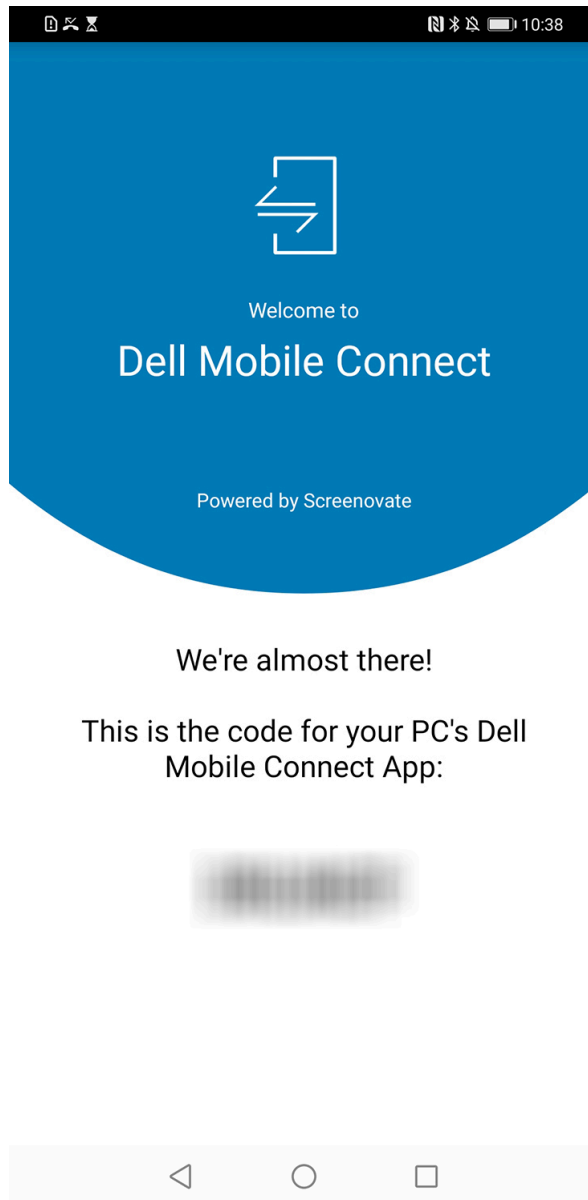 10:38
Welcome to
Dell Mobile Connect
Powered by Screenovate
We're almost there!
This is the code for your PC's Dell
Mobile Connect App: